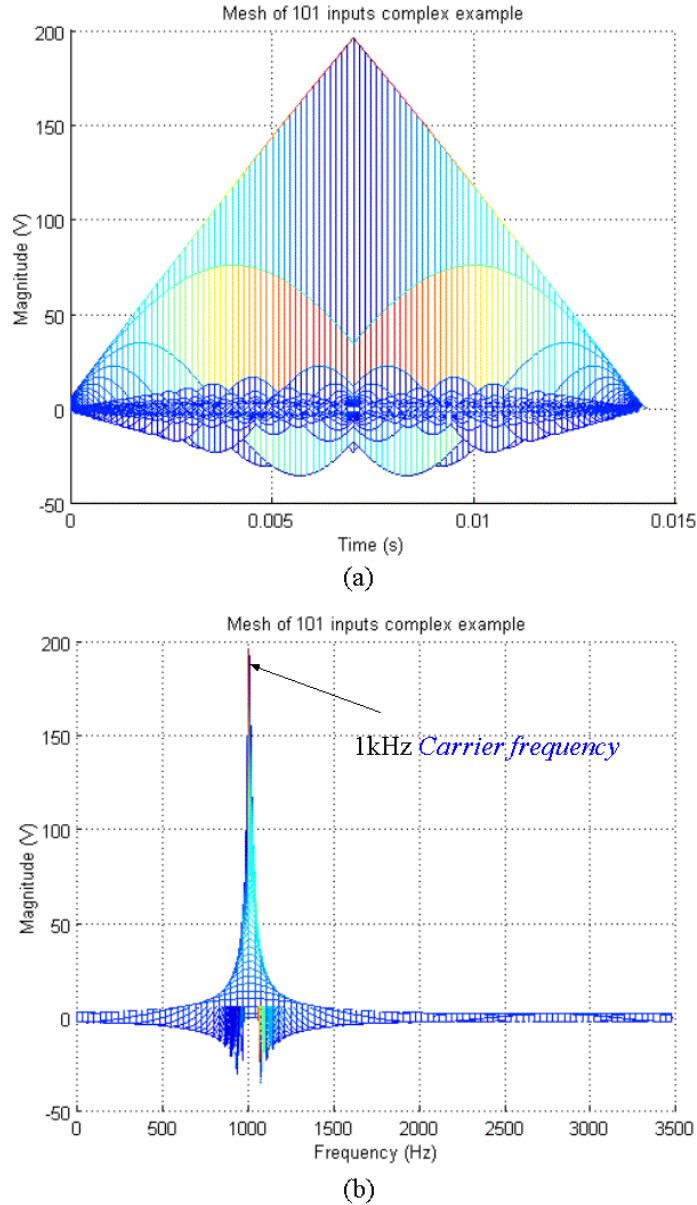 Mesh of 101 inputs complex example
200
150
100
50
0
-50
Magnitude (V)
0 0.005 0.01 0.015
Time (s)
(a)
Mesh of 101 inputs complex example
200
150
100
50
0
-50
Magnitude (V)
1kHz Carrier frequency
0 500 1000 1500 2000 2500 3000 3500
Frequency (Hz)
(b)